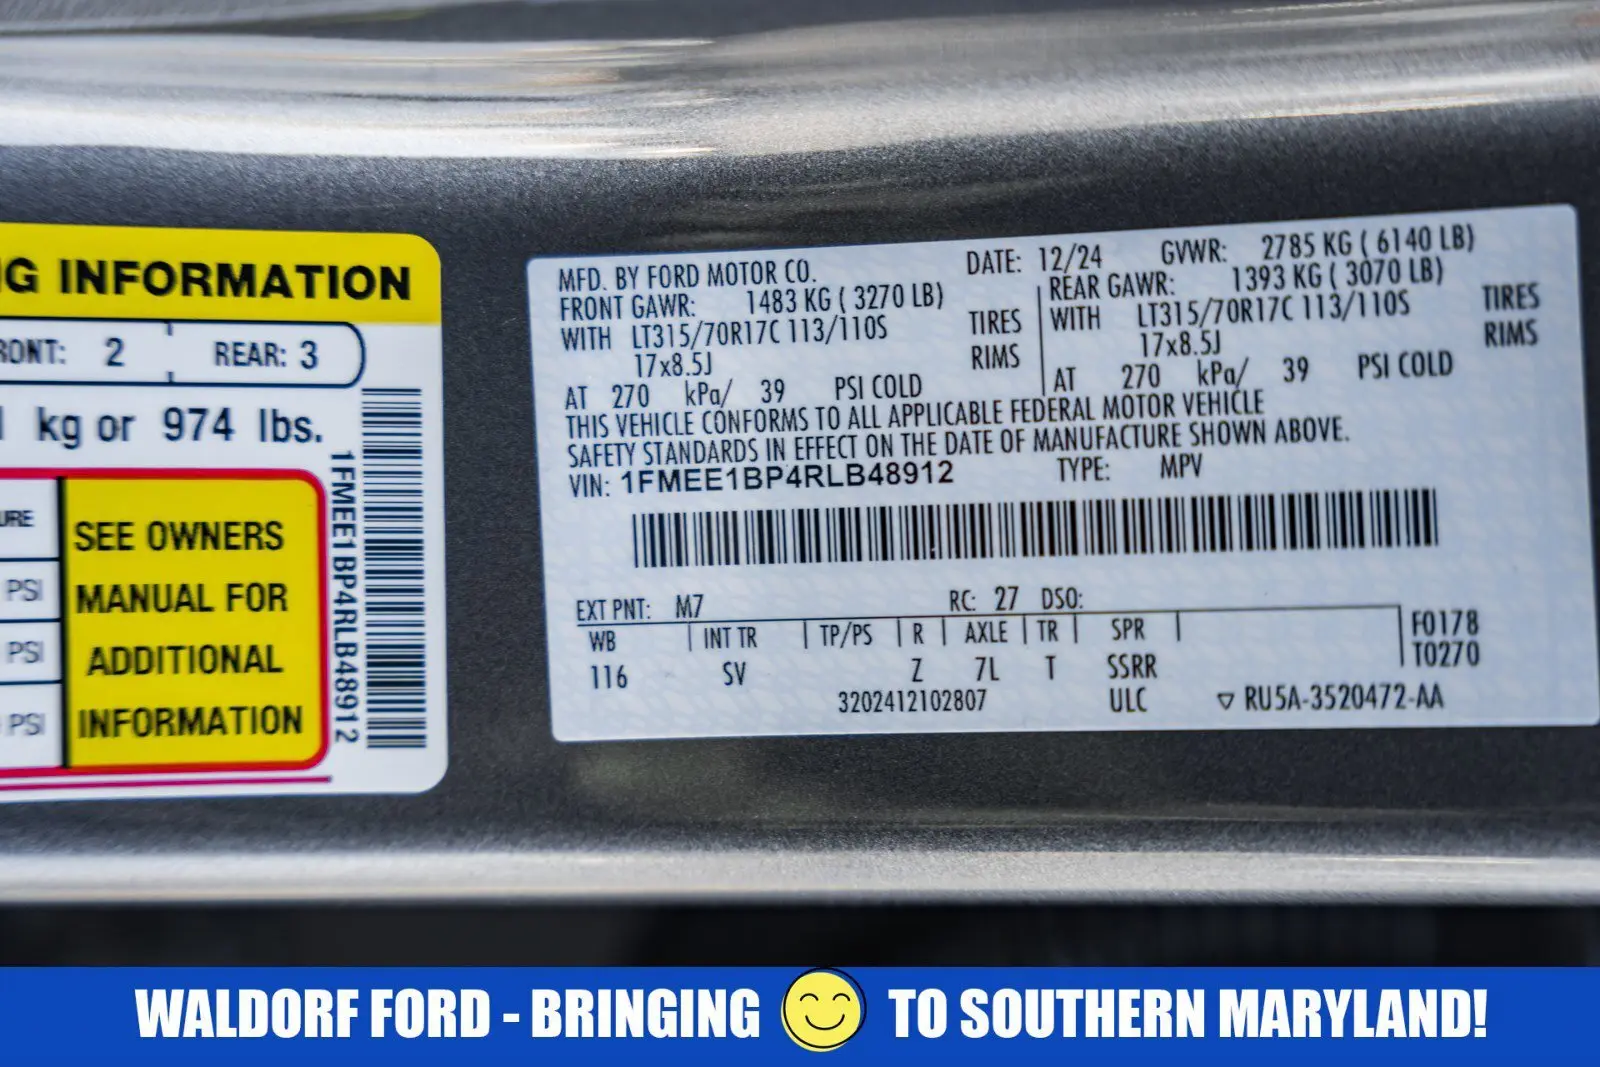 G INFORMATION
RONT: 2 REAR: 3
kg or 974 lbs.
URE
PSI
PSI
PSI
SEE OWNERS
MANUAL FOR
ADDITIONAL
INFORMATION
1FMEE1BP4RLB48912
MFD. BY FORD MOTOR CO. DATE: 12/24 GVWR: 2785 KG ( 6140 LB)
FRONT GAWR: 1483 KG ( 3270 LB) REAR GAWR: 1393 KG ( 3070 LB)
WITH LT315/70R17C 113/110S TIRES WITH LT315/70R17C 113/110S TIRES
17x8.5J RIMS 17x8.5J RIMS
AT 270 kPa/ 39 PSI COLD AT 270 kPa/ 39 PSI COLD
THIS VEHICLE CONFORMS TO ALL APPLICABLE FEDERAL MOTOR VEHICLE
SAFETY STANDARDS IN EFFECT ON THE DATE OF MANUFACTURE SHOWN ABOVE.
VIN: 1FMEE1BP4RLB48912 TYPE: MPV
EXT PNT: M7 RC: 27 DSO:
WB INT TR TP/PS R AXLE TR SPR F0178
116 SV Z 7L T SSRR T0270
3202412102807 ULC ▽ RU5A-3520472-AA
WALDORF FORD - BRINGING TO SOUTHERN MARYLAND!